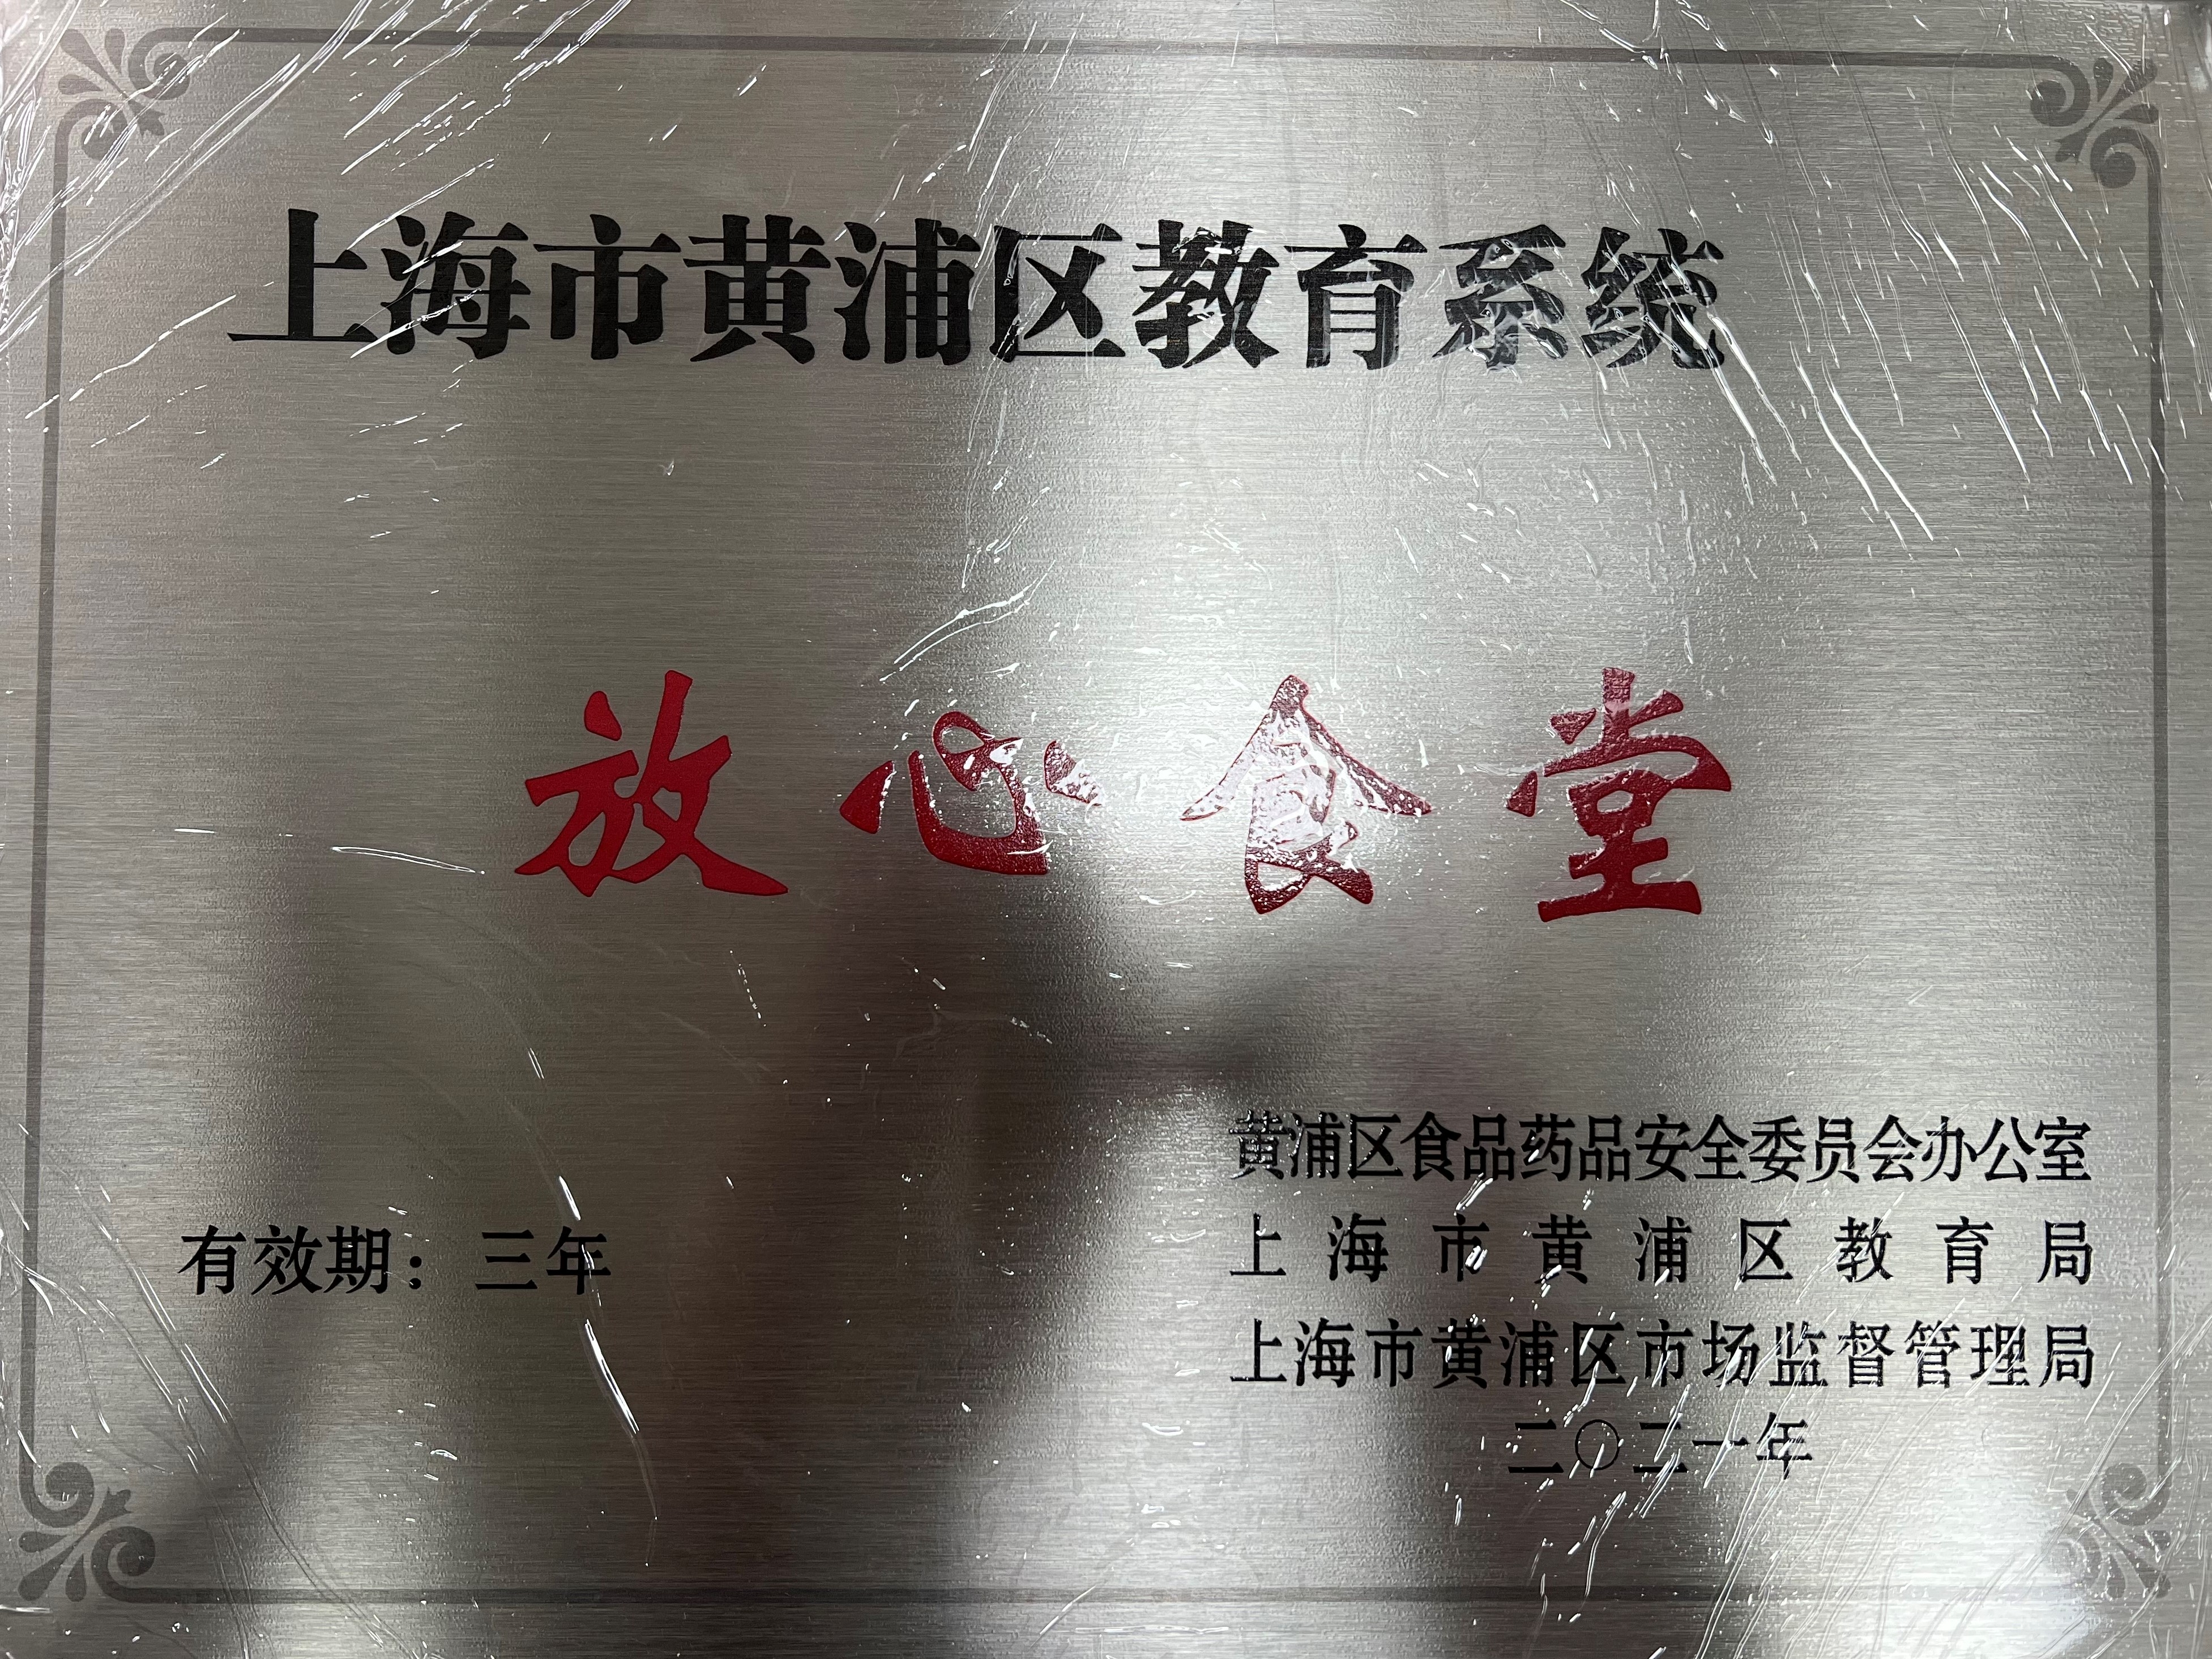 上海市黄浦区教育系统
放心食堂
有效期：三年
黄浦区食品药品安全委员会办公室
上海市黄浦区教育局
上海市黄浦区市场监督管理局
二〇二一年